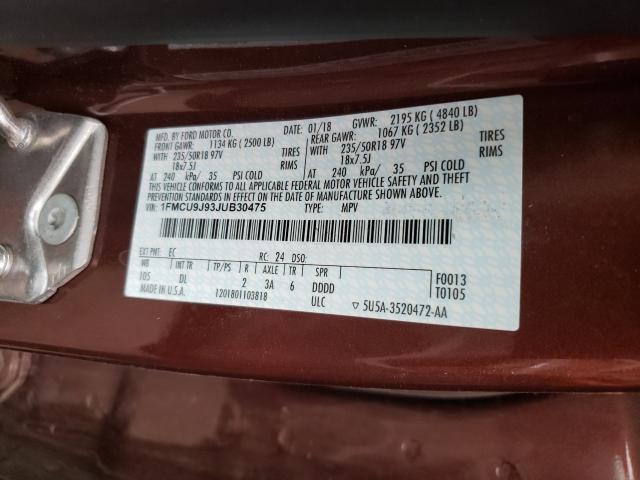 MFD. BY FORD MOTOR CO. DATE: 01/18 GVWR: 2195 KG ( 4840 LB)
FRONT GAWR: 1134 KG ( 2500 LB) REAR GAWR: 1067 KG ( 2352 LB)
WITH 235/50R18 97V TIRES WITH 235/50R18 97V TIRES
18x7.5J RIMS 18x7.5J RIMS
AT 240 kPa/ 35 PSI COLD AT 240 kPa/ 35 PSI COLD
THIS VEHICLE CONFORMS TO ALL APPLICABLE FEDERAL MOTOR VEHICLE SAFETY AND THEFT
PREVENTION STANDARDS IN EFFECT ON THE DATE OF MANUFACTURE SHOWN ABOVE.
VIN: 1FMCU9J93JUB30475 TYPE: MPV
EXT PNT: EC RC: 24 DSO:
WB INT TR TP/PS R AXLE TR SPR
105 DL 2 3A 6 DDDD
F0013
T0105
MADE IN U.S.A. 1201801103818 ULC ▽ 5U5A-3520472-AA